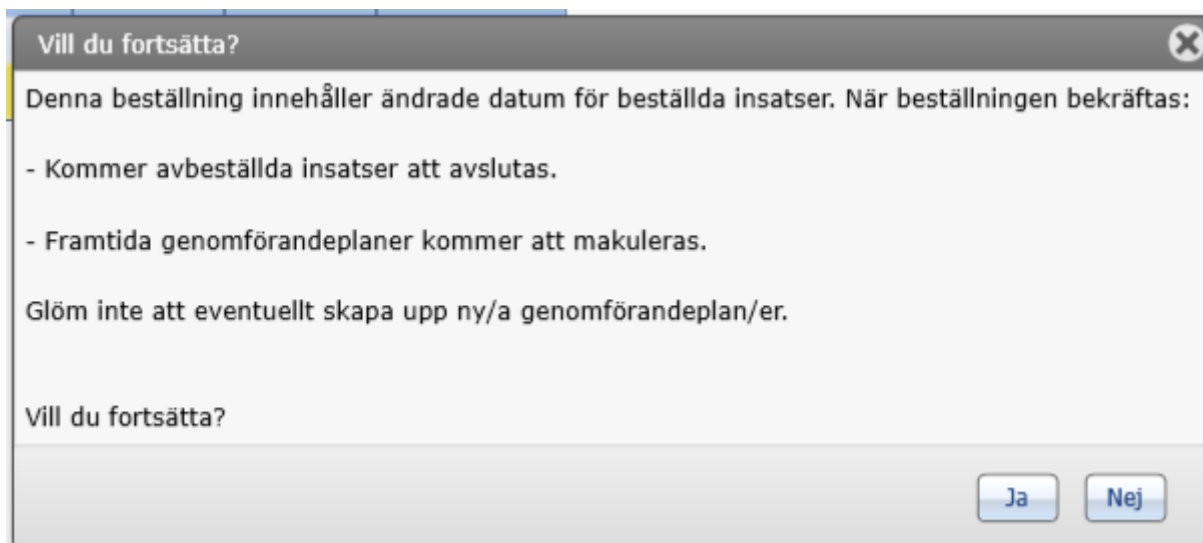 Vill du fortsätta?
Denna beställning innehåller ändrade datum för beställda insatser. När beställningen bekräftas:
- Kommer avbeställda insatser att avslutas.
- Framtida genomförandeplaner kommer att makuleras.
Glöm inte att eventuellt skapa upp ny/a genomförandeplan/er.
Vill du fortsätta?
Ja Nej